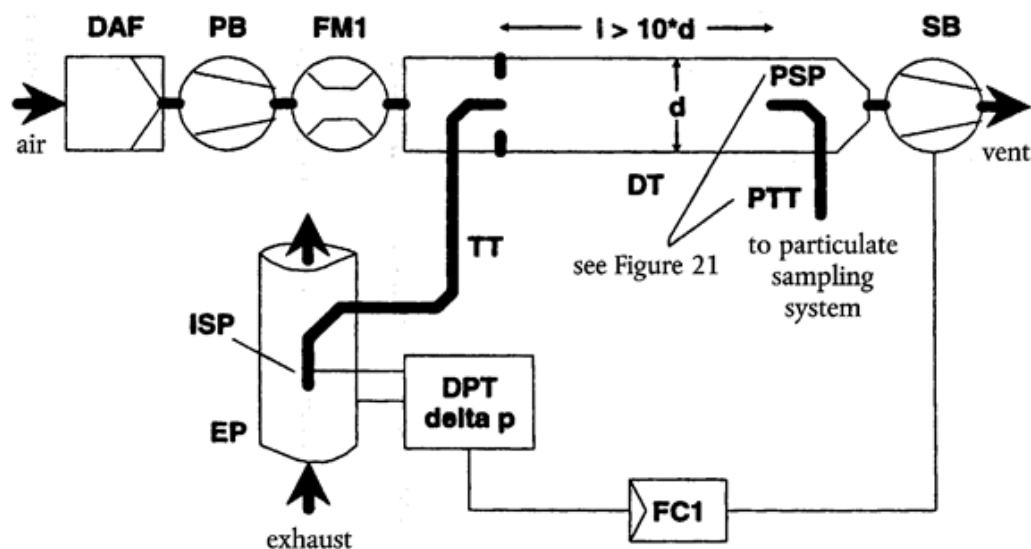 DAF
PB
FM1
l > 10*d
SB
air
d
PSP
vent
DT
PTT
TT
see Figure 21
to particulate
sampling
system
ISP
DPT
delta p
EP
FC1
exhaust